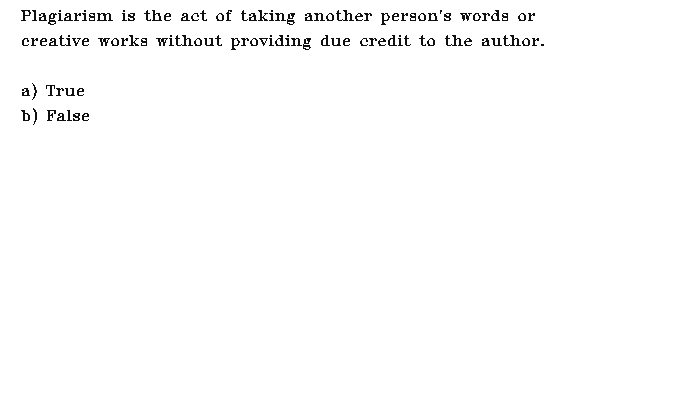 Plagiarism is the act of taking another person's words or
creative works without providing due credit to the author.
a) True
b) False